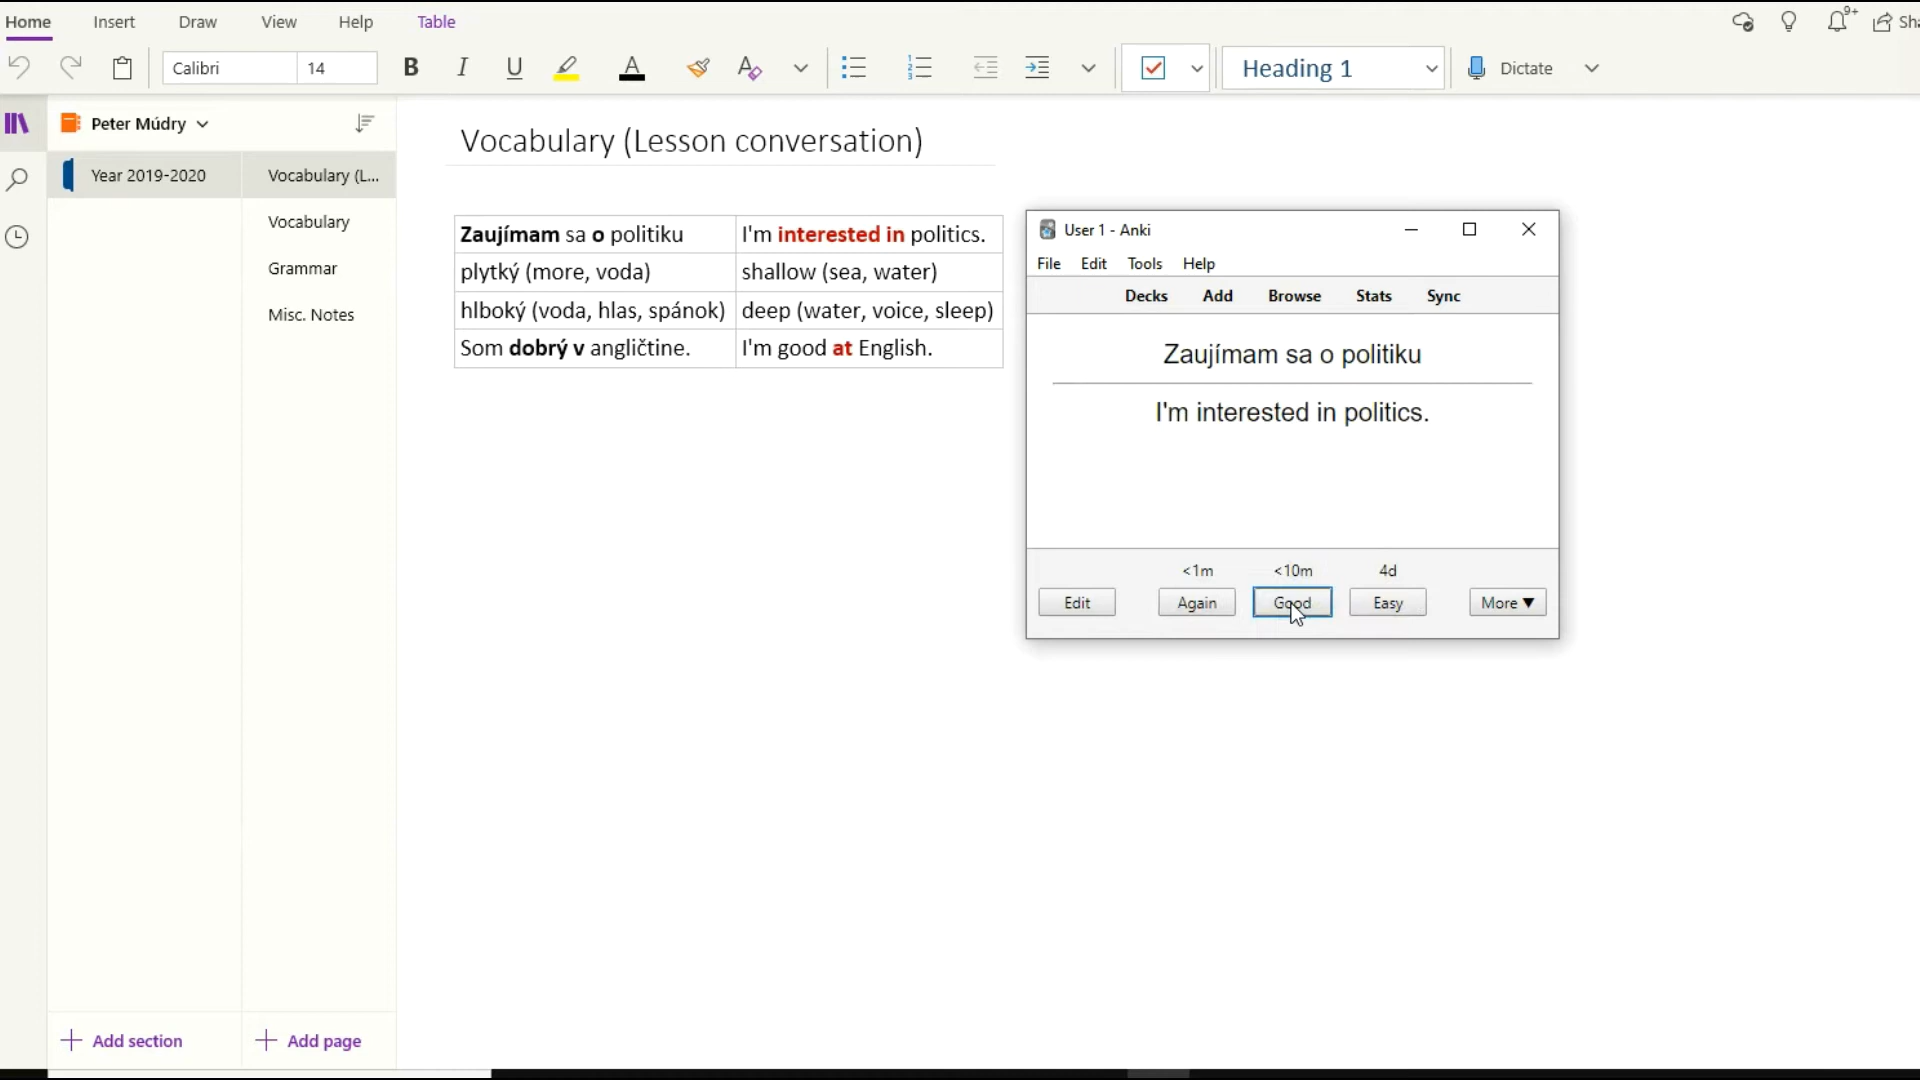 Home Insert Draw View Help Table
9+
Calibri 14 B I U A A Heading 1 Dictate
Peter Múdry
Year 2019-2020
Vocabulary (L...
Vocabulary
Grammar
Misc. Notes
Add section
Add page
Vocabulary (Lesson conversation)
Zaujímam sa o politiku I'm interested in politics.
plytký (more, voda) shallow (sea, water)
hlboký (voda, hlas, spánok) deep (water, voice, sleep)
Som dobrý v angličtine. I'm good at English.
User 1 - Anki
File Edit Tools Help
Decks Add Browse Stats Sync
Zaujímam sa o politiku
I'm interested in politics.
<1m <10m 4d
Edit Again Good Easy More ▼